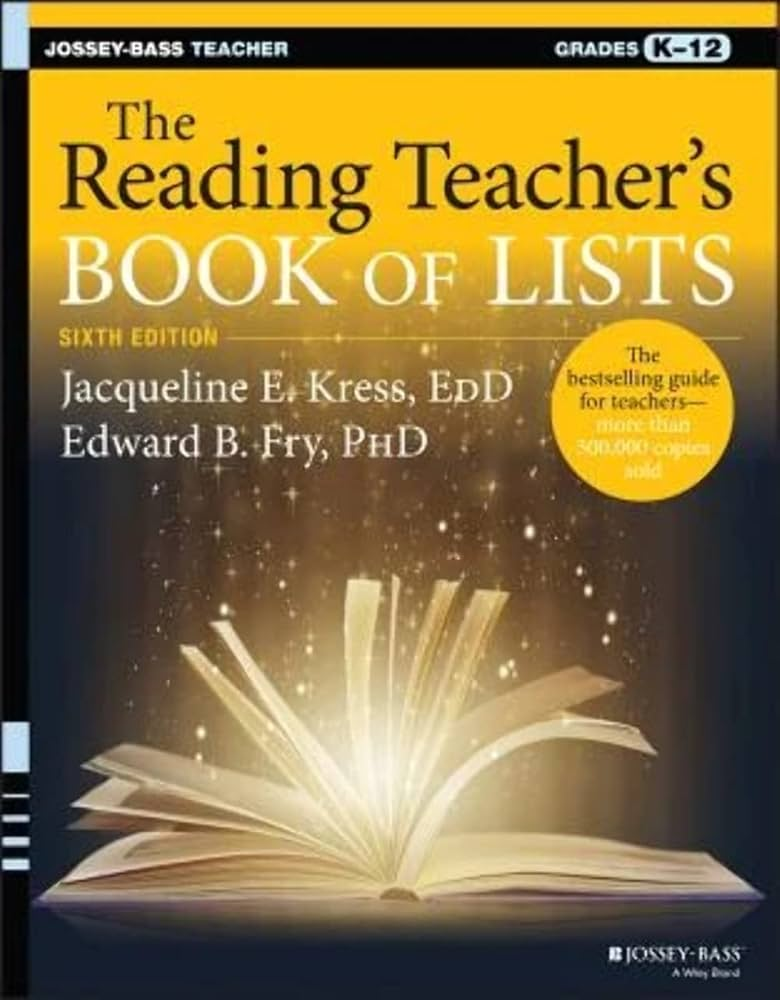 JOSSEY-BASS TEACHER
GRADES K–12
The
Reading Teacher's
BOOK OF LISTS
SIXTH EDITION
Jacqueline E. Kress, EDD
Edward B. Fry, PHD
The
bestselling guide
for teachers—
more than
300,000 copies
sold
JOSSEY-BASS™
A Wiley Brand